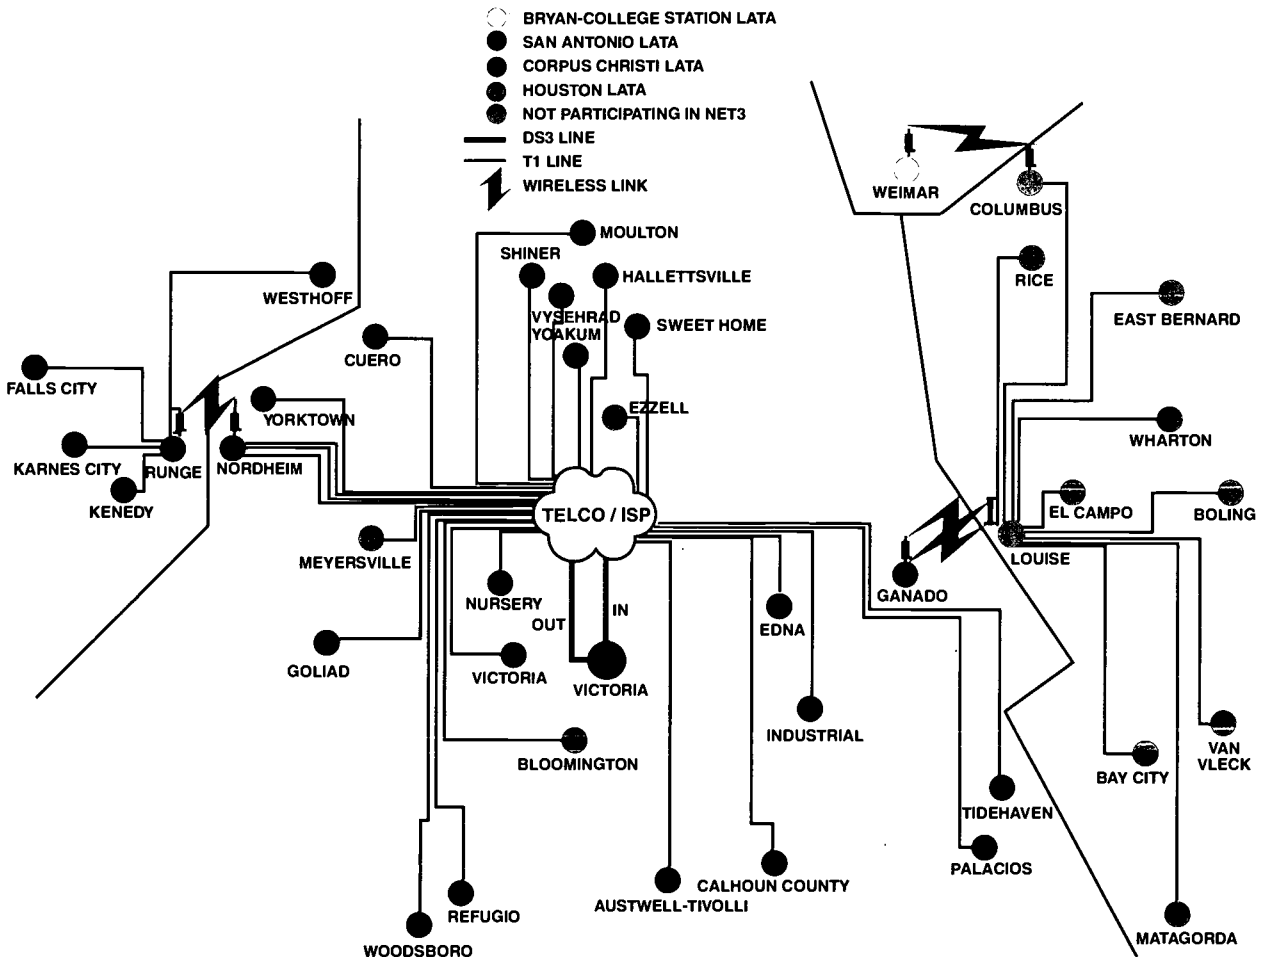 BRYAN-COLLEGE STATION LATA
SAN ANTONIO LATA
CORPUS CHRISTI LATA
HOUSTON LATA
NOT PARTICIPATING IN NET3
DS3 LINE
T1 LINE
WIRELESS LINK
WEIMAR
COLUMBUS
MOULTON
SHINER
HALLETTSVILLE
RICE
WESTHOFF
VYSEHRAD
EAST BERNARD
SWEET HOME
YOAKUM
CUERO
FALLS CITY
EZZELL
YORKTOWN
WHARTON
KARNES CITY
RUNGE
NORDHEIM
KENEDY
EL CAMPO
BOLING
TELCO / ISP
MEYERSVILLE
LOUISE
GANADO
NURSERY
IN
OUT
EDNA
GOLIAD
VICTORIA
VICTORIA
INDUSTRIAL
BLOOMINGTON
VAN
VLECK
BAY CITY
TIDEHAVEN
PALACIOS
CALHOUN COUNTY
AUSTWELL-TIVOLLI
REFUGIO
MATAGORDA
WOODSBORO